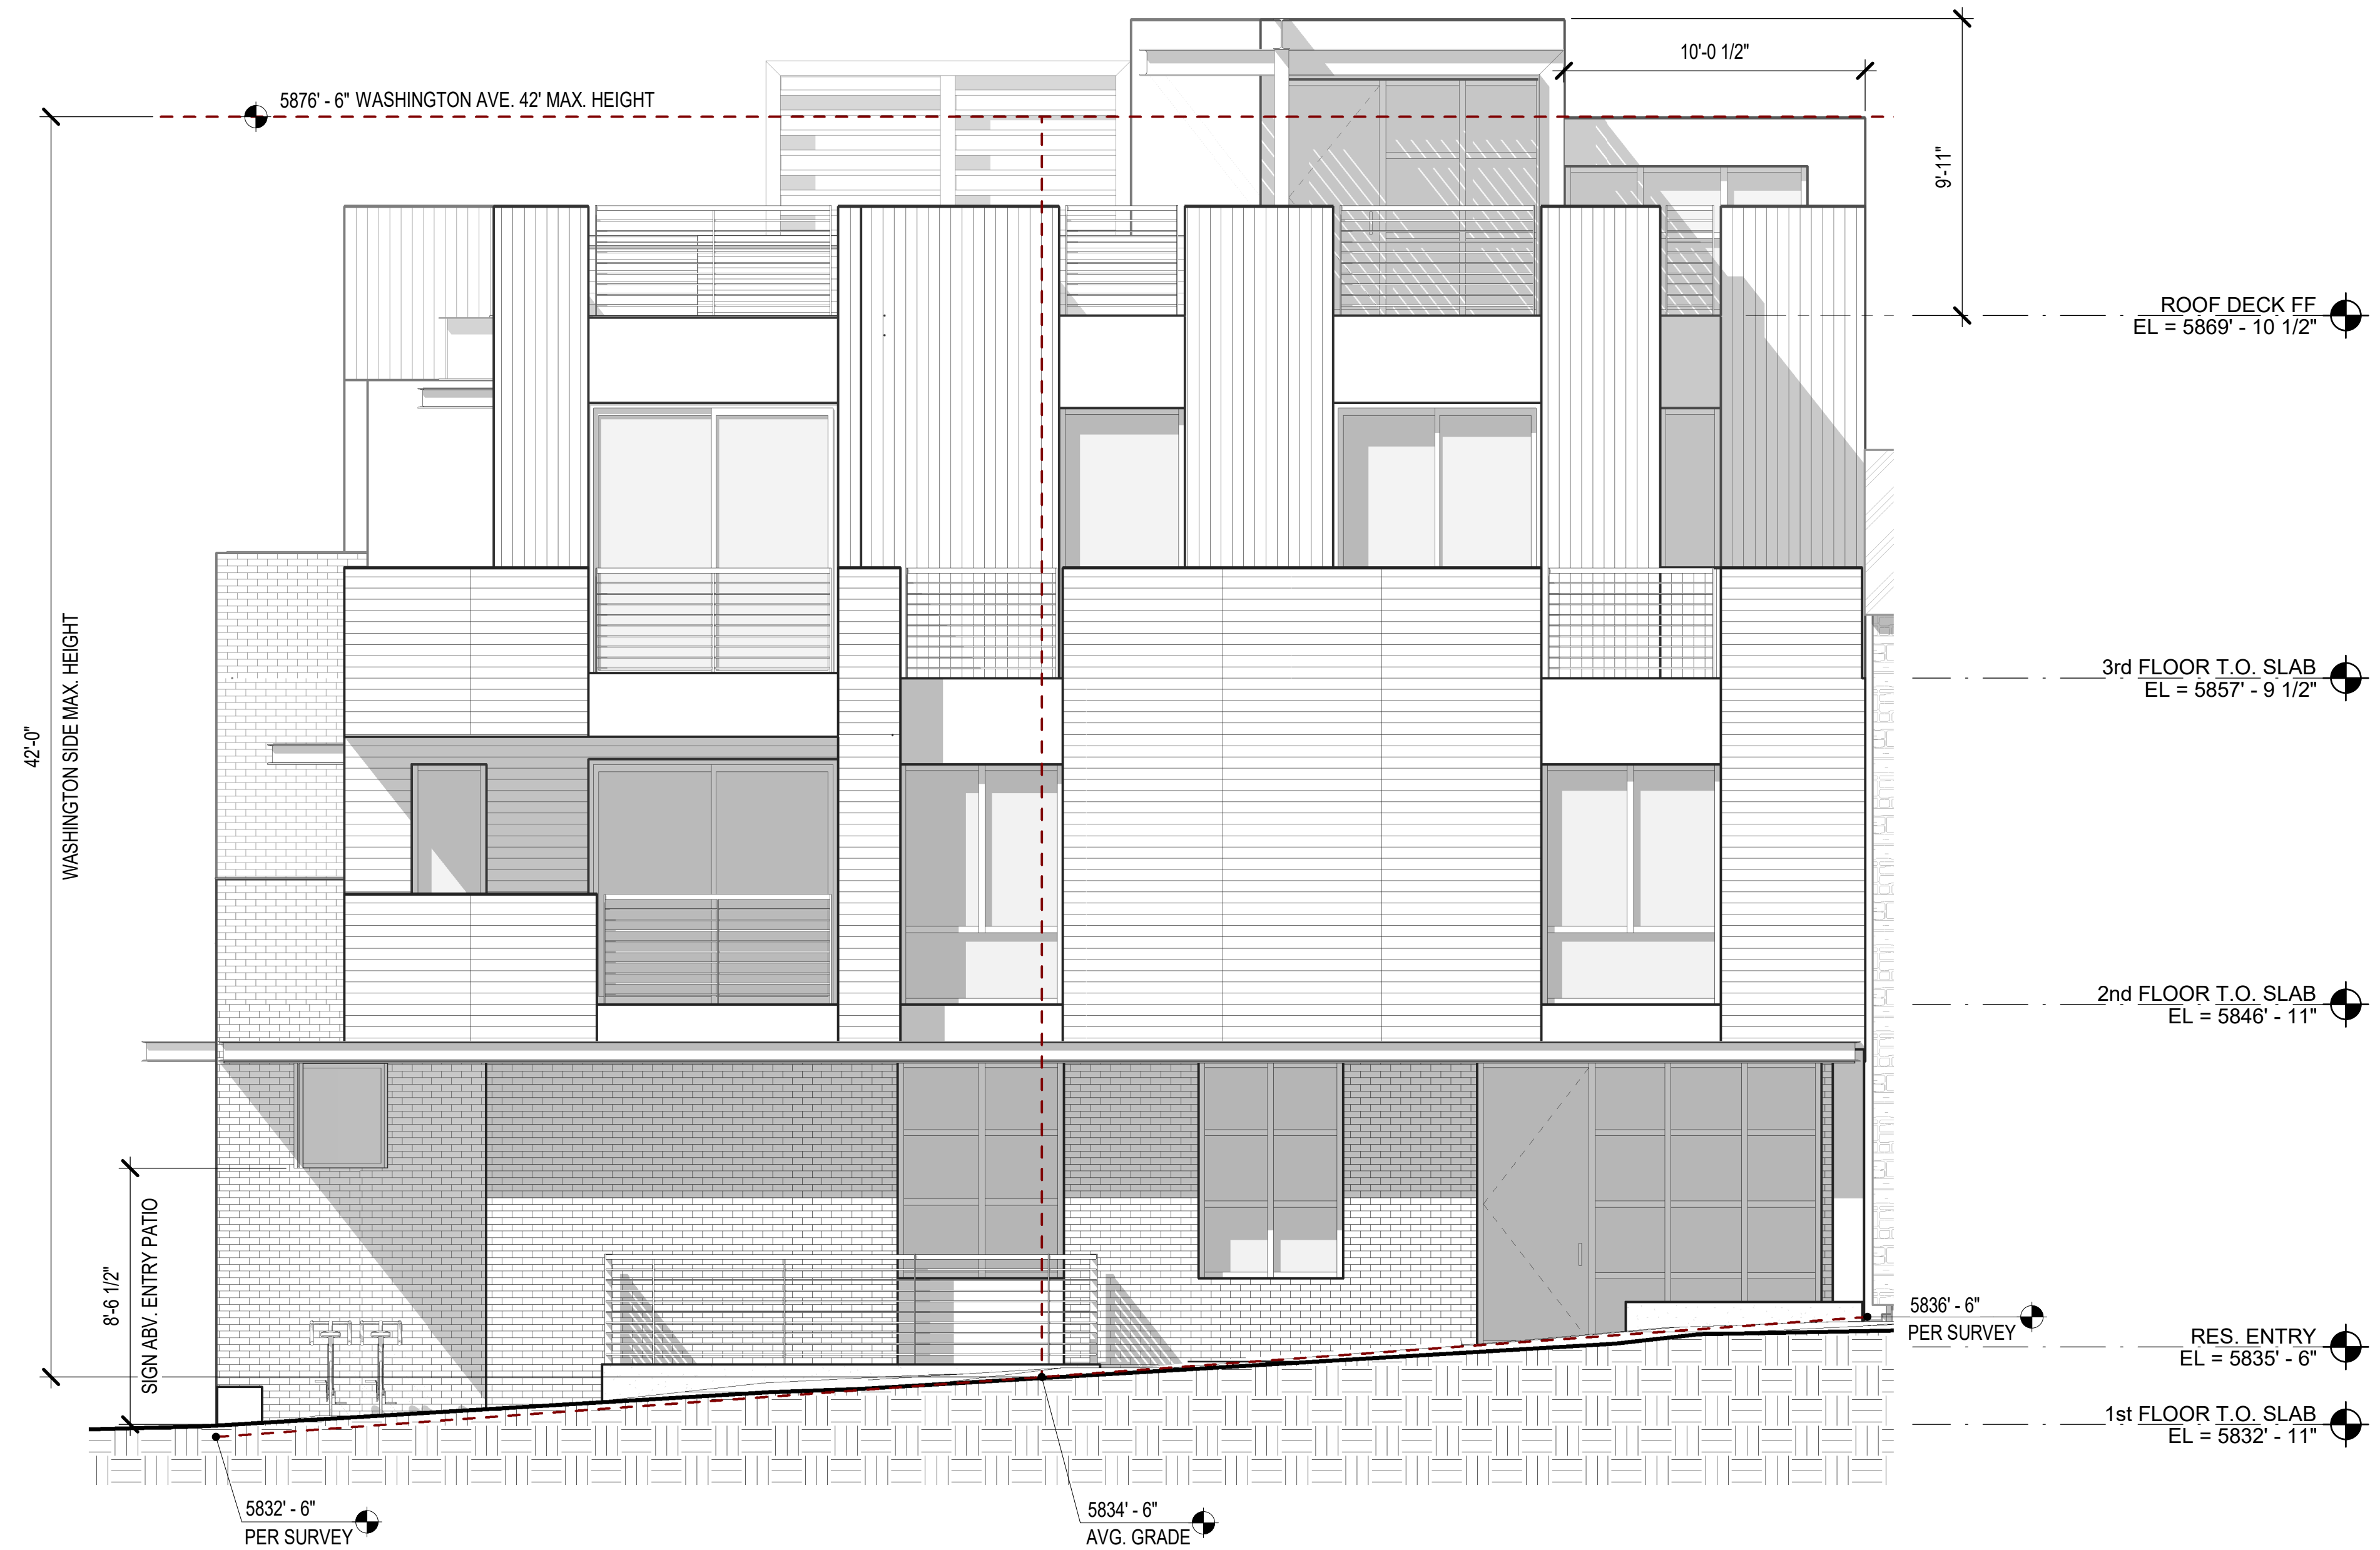 10'-0 1/2"
5876' - 6" WASHINGTON AVE. 42' MAX. HEIGHT
9'-11"
ROOF DECK FF
EL = 5869' - 10 1/2"
42'-0"
WASHINGTON SIDE MAX. HEIGHT
3rd FLOOR T.O. SLAB
EL = 5857' - 9 1/2"
2nd FLOOR T.O. SLAB
EL = 5846' - 11"
8'-6 1/2"
SIGN ABV. ENTRY PATIO
5836' - 6"
PER SURVEY
RES. ENTRY
EL = 5835' - 6"
1st FLOOR T.O. SLAB
EL = 5832' - 11"
5832' - 6"
PER SURVEY
5834' - 6"
AVG. GRADE